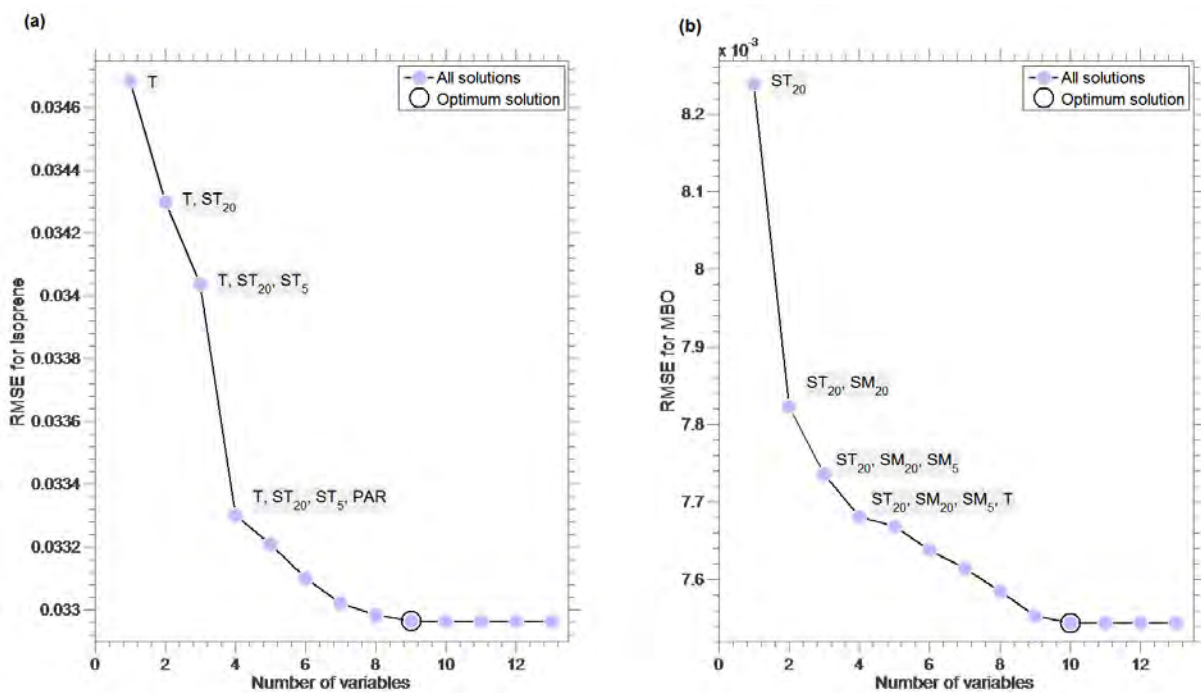 (a)
T
T, ST20
T, ST20, ST5
T, ST20, ST5, PAR
All solutions
Optimum solution
0.0346
0.0344
0.0342
0.034
0.0338
0.0336
0.0334
0.0332
0.033
RMSE for Isoprene
0 2 4 6 8 10 12
Number of variables
(b)
x 10-3
ST20
ST20, SM20
ST20, SM20, SM5
ST20, SM20, SM5, T
All solutions
Optimum solution
8.2
8.1
8
7.9
7.8
7.7
7.6
RMSE for MBO
0 2 4 6 8 10 12
Number of variables